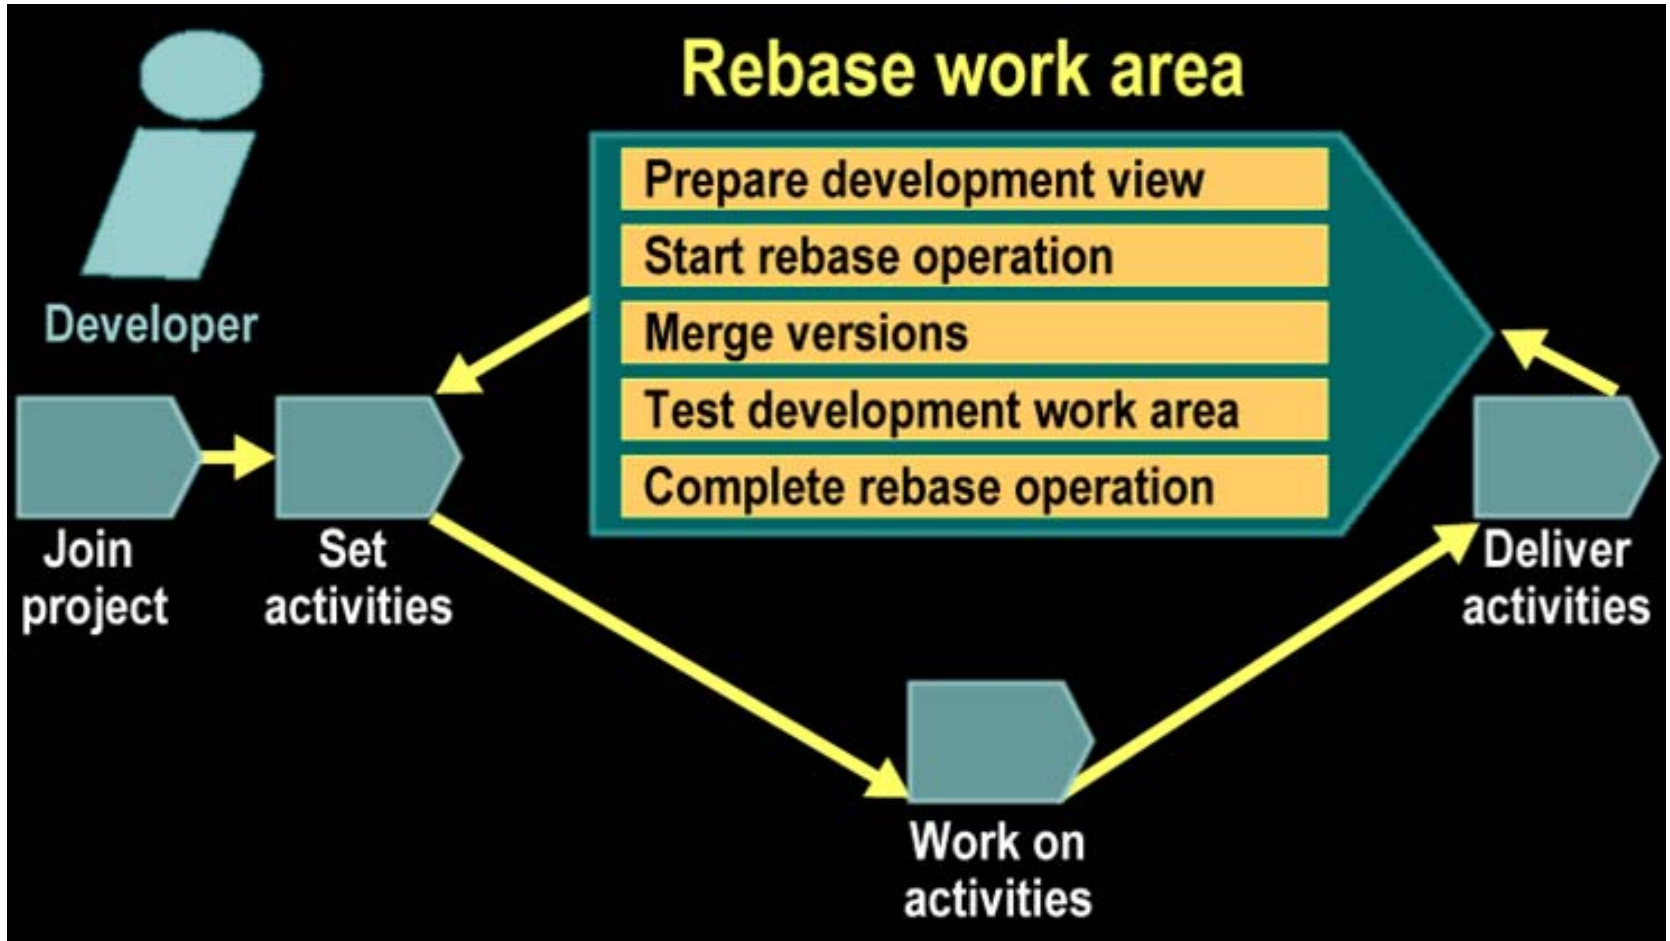 Rebase work area
Prepare development view
Start rebase operation
Merge versions
Test development work area
Complete rebase operation
Developer
Join
project
Set
activities
Deliver
activities
Work on
activities